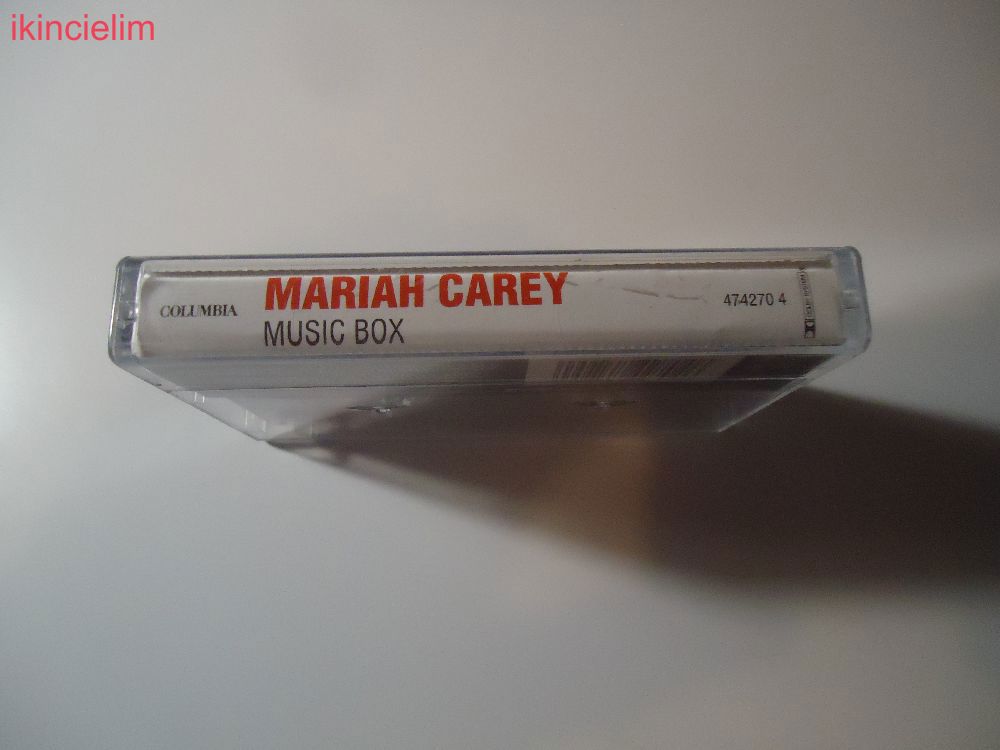 ikincielim
COLUMBIA
MARIAH CAREY
MUSIC BOX
474270 4